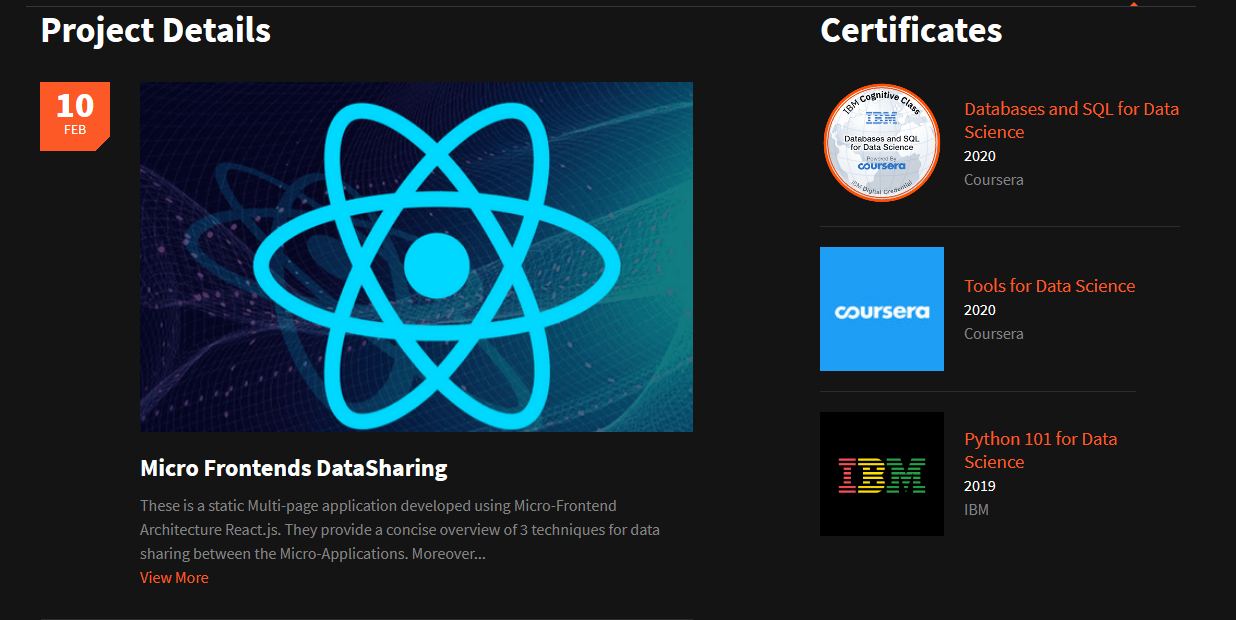 Project Details
10
FEB
Micro Frontends DataSharing
These is a static Multi-page application developed using Micro-Frontend
Architecture React.js. They provide a concise overview of 3 techniques for data
sharing between the Micro-Applications. Moreover...
View More
Certificates
IBM Cognitive Class
IBM
Databases and SQL
for Data Science
Powered By
coursera
IBM Digital Credential
Databases and SQL for Data
Science
2020
Coursera
coursera
Tools for Data Science
2020
Coursera
IBM
Python 101 for Data
Science
2019
IBM